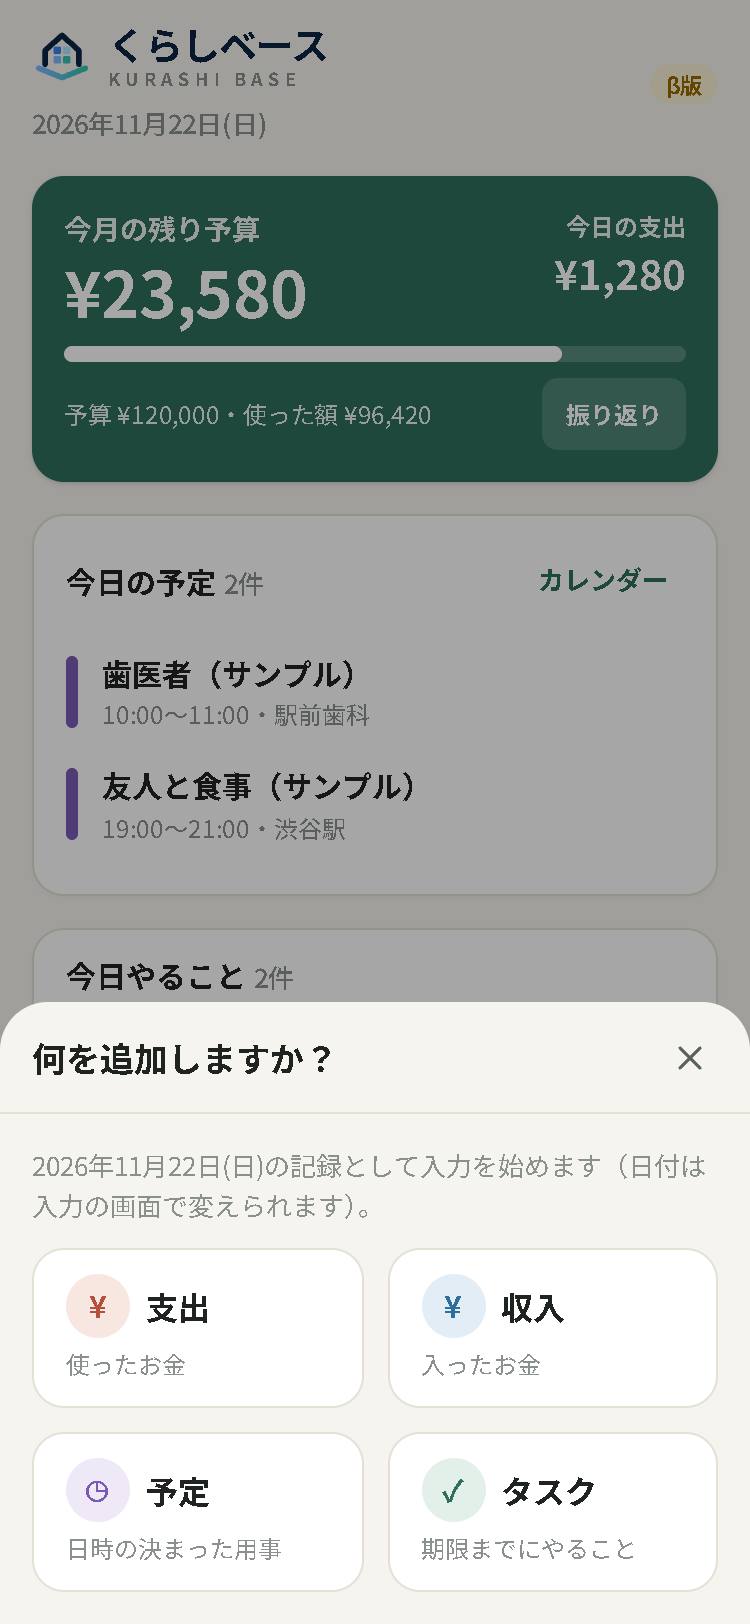 くらしベース
KURASHI BASE
β版
2026年11月22日(日)
今月の残り予算
今日の支出
¥23,580
¥1,280
予算 ¥120,000・使った額 ¥96,420
振り返り
今日の予定 2件
カレンダー
歯医者（サンプル）
10:00〜11:00・駅前歯科
友人と食事（サンプル）
19:00〜21:00・渋谷駅
今日やること 2件
何を追加しますか？
2026年11月22日(日)の記録として入力を始めます（日付は
入力の画面で変えられます）。
¥ 支出
使ったお金
¥ 収入
入ったお金
予定
日時の決まった用事
タスク
期限までにやること